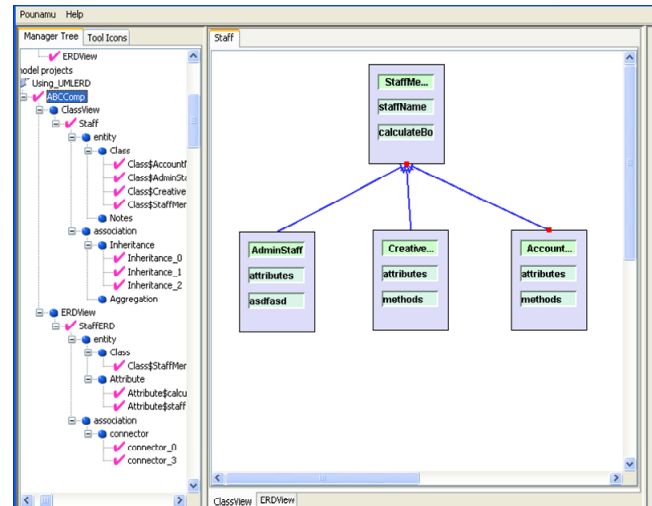 Pounamu Help
Manager Tree Tool Icons
ERDView
nodel projects
Using_UMLERD
ABCComp
ClassView
Staff
entity
Class
Class$Account
Class$AdminSta
Class$Creative
Class$StaffMer
Notes
association
Inheritance
Inheritance_0
Inheritance_1
Inheritance_2
Aggregation
ERDView
StaffERD
entity
Class
Class$StaffMer
Attribute
Attribute$calcu
Attribute$staff
association
connector
connector_0
connector_3
Staff
StaffMe...
staffName
calculateBo
AdminStaff
attributes
asdfasd
Creative...
attributes
methods
Account...
attributes
methods
ClassView ERDView